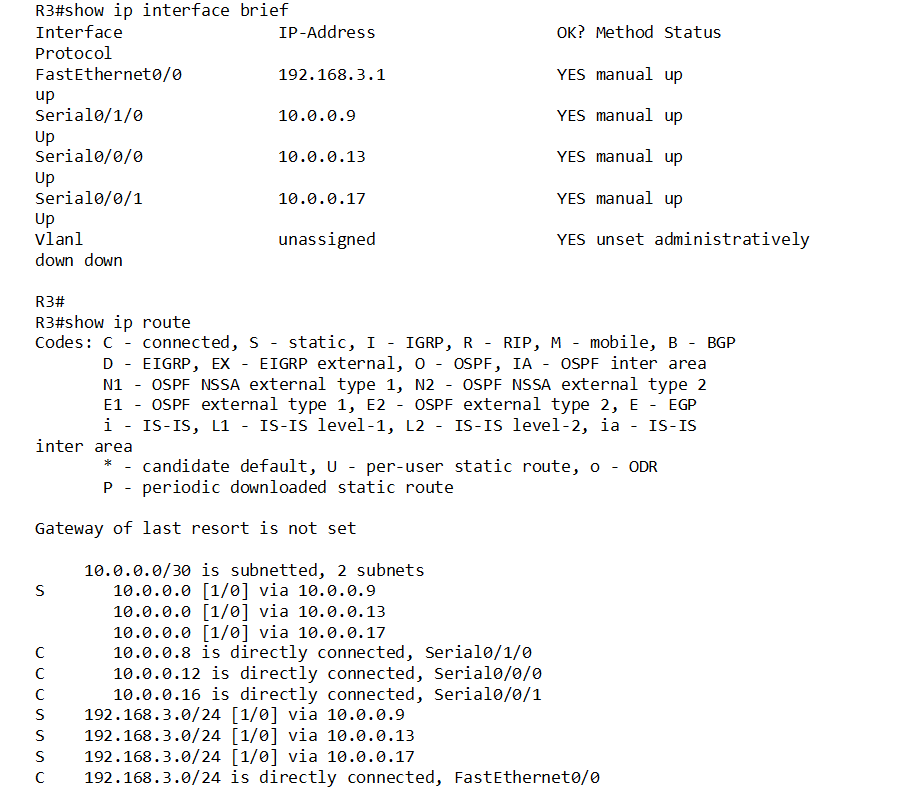 R3#show ip interface brief
Interface                IP-Address                   OK? Method Status
Protocol
FastEthernet0/0          192.168.3.1                  YES manual up
up
Serial0/1/0              10.0.0.9                     YES manual up
Up
Serial0/0/0              10.0.0.13                    YES manual up
Up
Serial0/0/1              10.0.0.17                    YES manual up
Up
Vlanl                    unassigned                   YES unset administratively
down down

R3#
R3#show ip route
Codes: C - connected, S - static, I - IGRP, R - RIP, M - mobile, B - BGP
       D - EIGRP, EX - EIGRP external, O - OSPF, IA - OSPF inter area
       N1 - OSPF NSSA external type 1, N2 - OSPF NSSA external type 2
       E1 - OSPF external type 1, E2 - OSPF external type 2, E - EGP
       i - IS-IS, L1 - IS-IS level-1, L2 - IS-IS level-2, ia - IS-IS
inter area
       * - candidate default, U - per-user static route, o - ODR
       P - periodic downloaded static route

Gateway of last resort is not set

     10.0.0.0/30 is subnetted, 2 subnets
S       10.0.0.0 [1/0] via 10.0.0.9
        10.0.0.0 [1/0] via 10.0.0.13
        10.0.0.0 [1/0] via 10.0.0.17
C       10.0.0.8 is directly connected, Serial0/1/0
C       10.0.0.12 is directly connected, Serial0/0/0
C       10.0.0.16 is directly connected, Serial0/0/1
S    192.168.3.0/24 [1/0] via 10.0.0.9
S    192.168.3.0/24 [1/0] via 10.0.0.13
S    192.168.3.0/24 [1/0] via 10.0.0.17
C    192.168.3.0/24 is directly connected, FastEthernet0/0